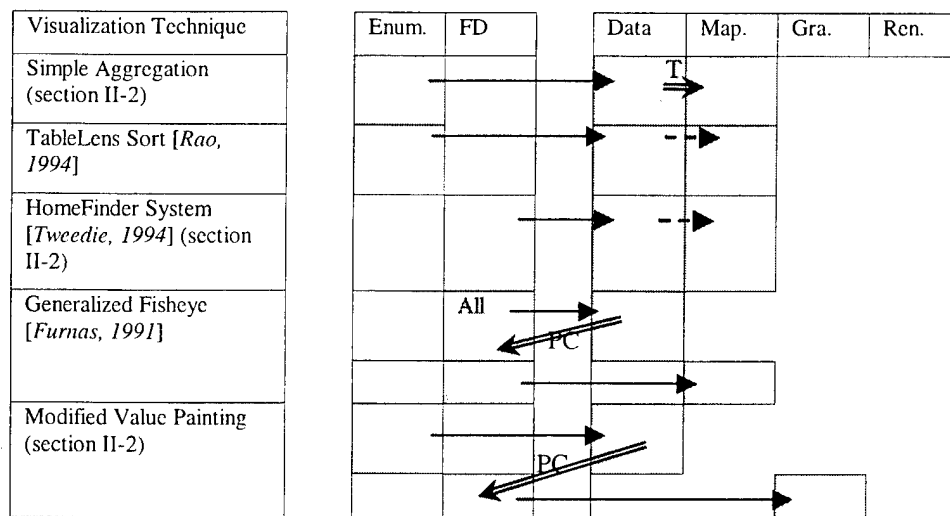 Visualization Technique
Enum. FD Data Map. Gra. Ren.
Simple Aggregation
(section II-2)
T
TableLens Sort [Rao,
1994]
HomeFinder System
[Tweedie, 1994] (section
II-2)
Generalized Fisheye
[Furnas, 1991]
All
PC
Modified Value Painting
(section II-2)
PC